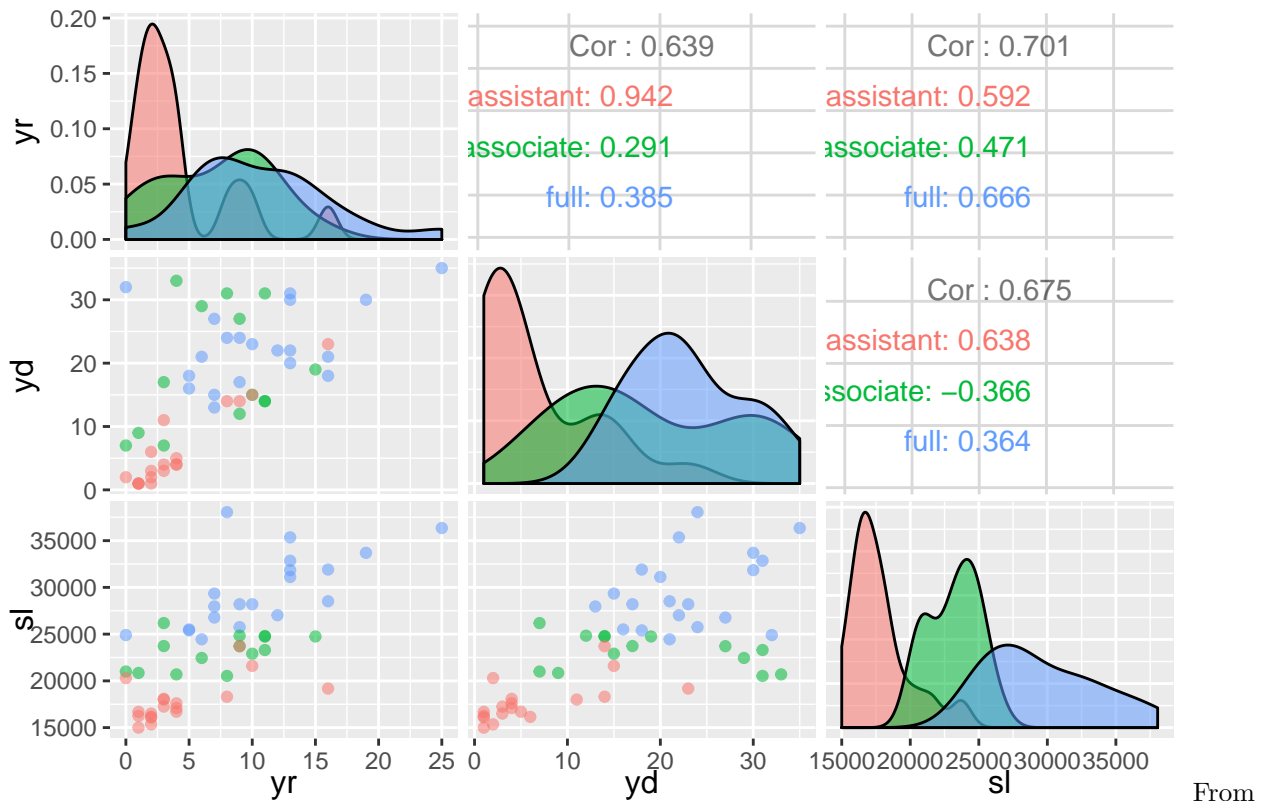 0.20
0.15
0.10
0.05
0.00
yr
Cor : 0.639
assistant: 0.942
associate: 0.291
full: 0.385
Cor : 0.701
assistant: 0.592
associate: 0.471
full: 0.666
30
20
10
0
yd
Cor : 0.675
assistant: 0.638
ssociate: −0.366
full: 0.364
35000
30000
25000
20000
15000
sl
0 5 10 15 20 25
0 10 20 30
15000 20000 25000 30000 35000
yr yd sl
From